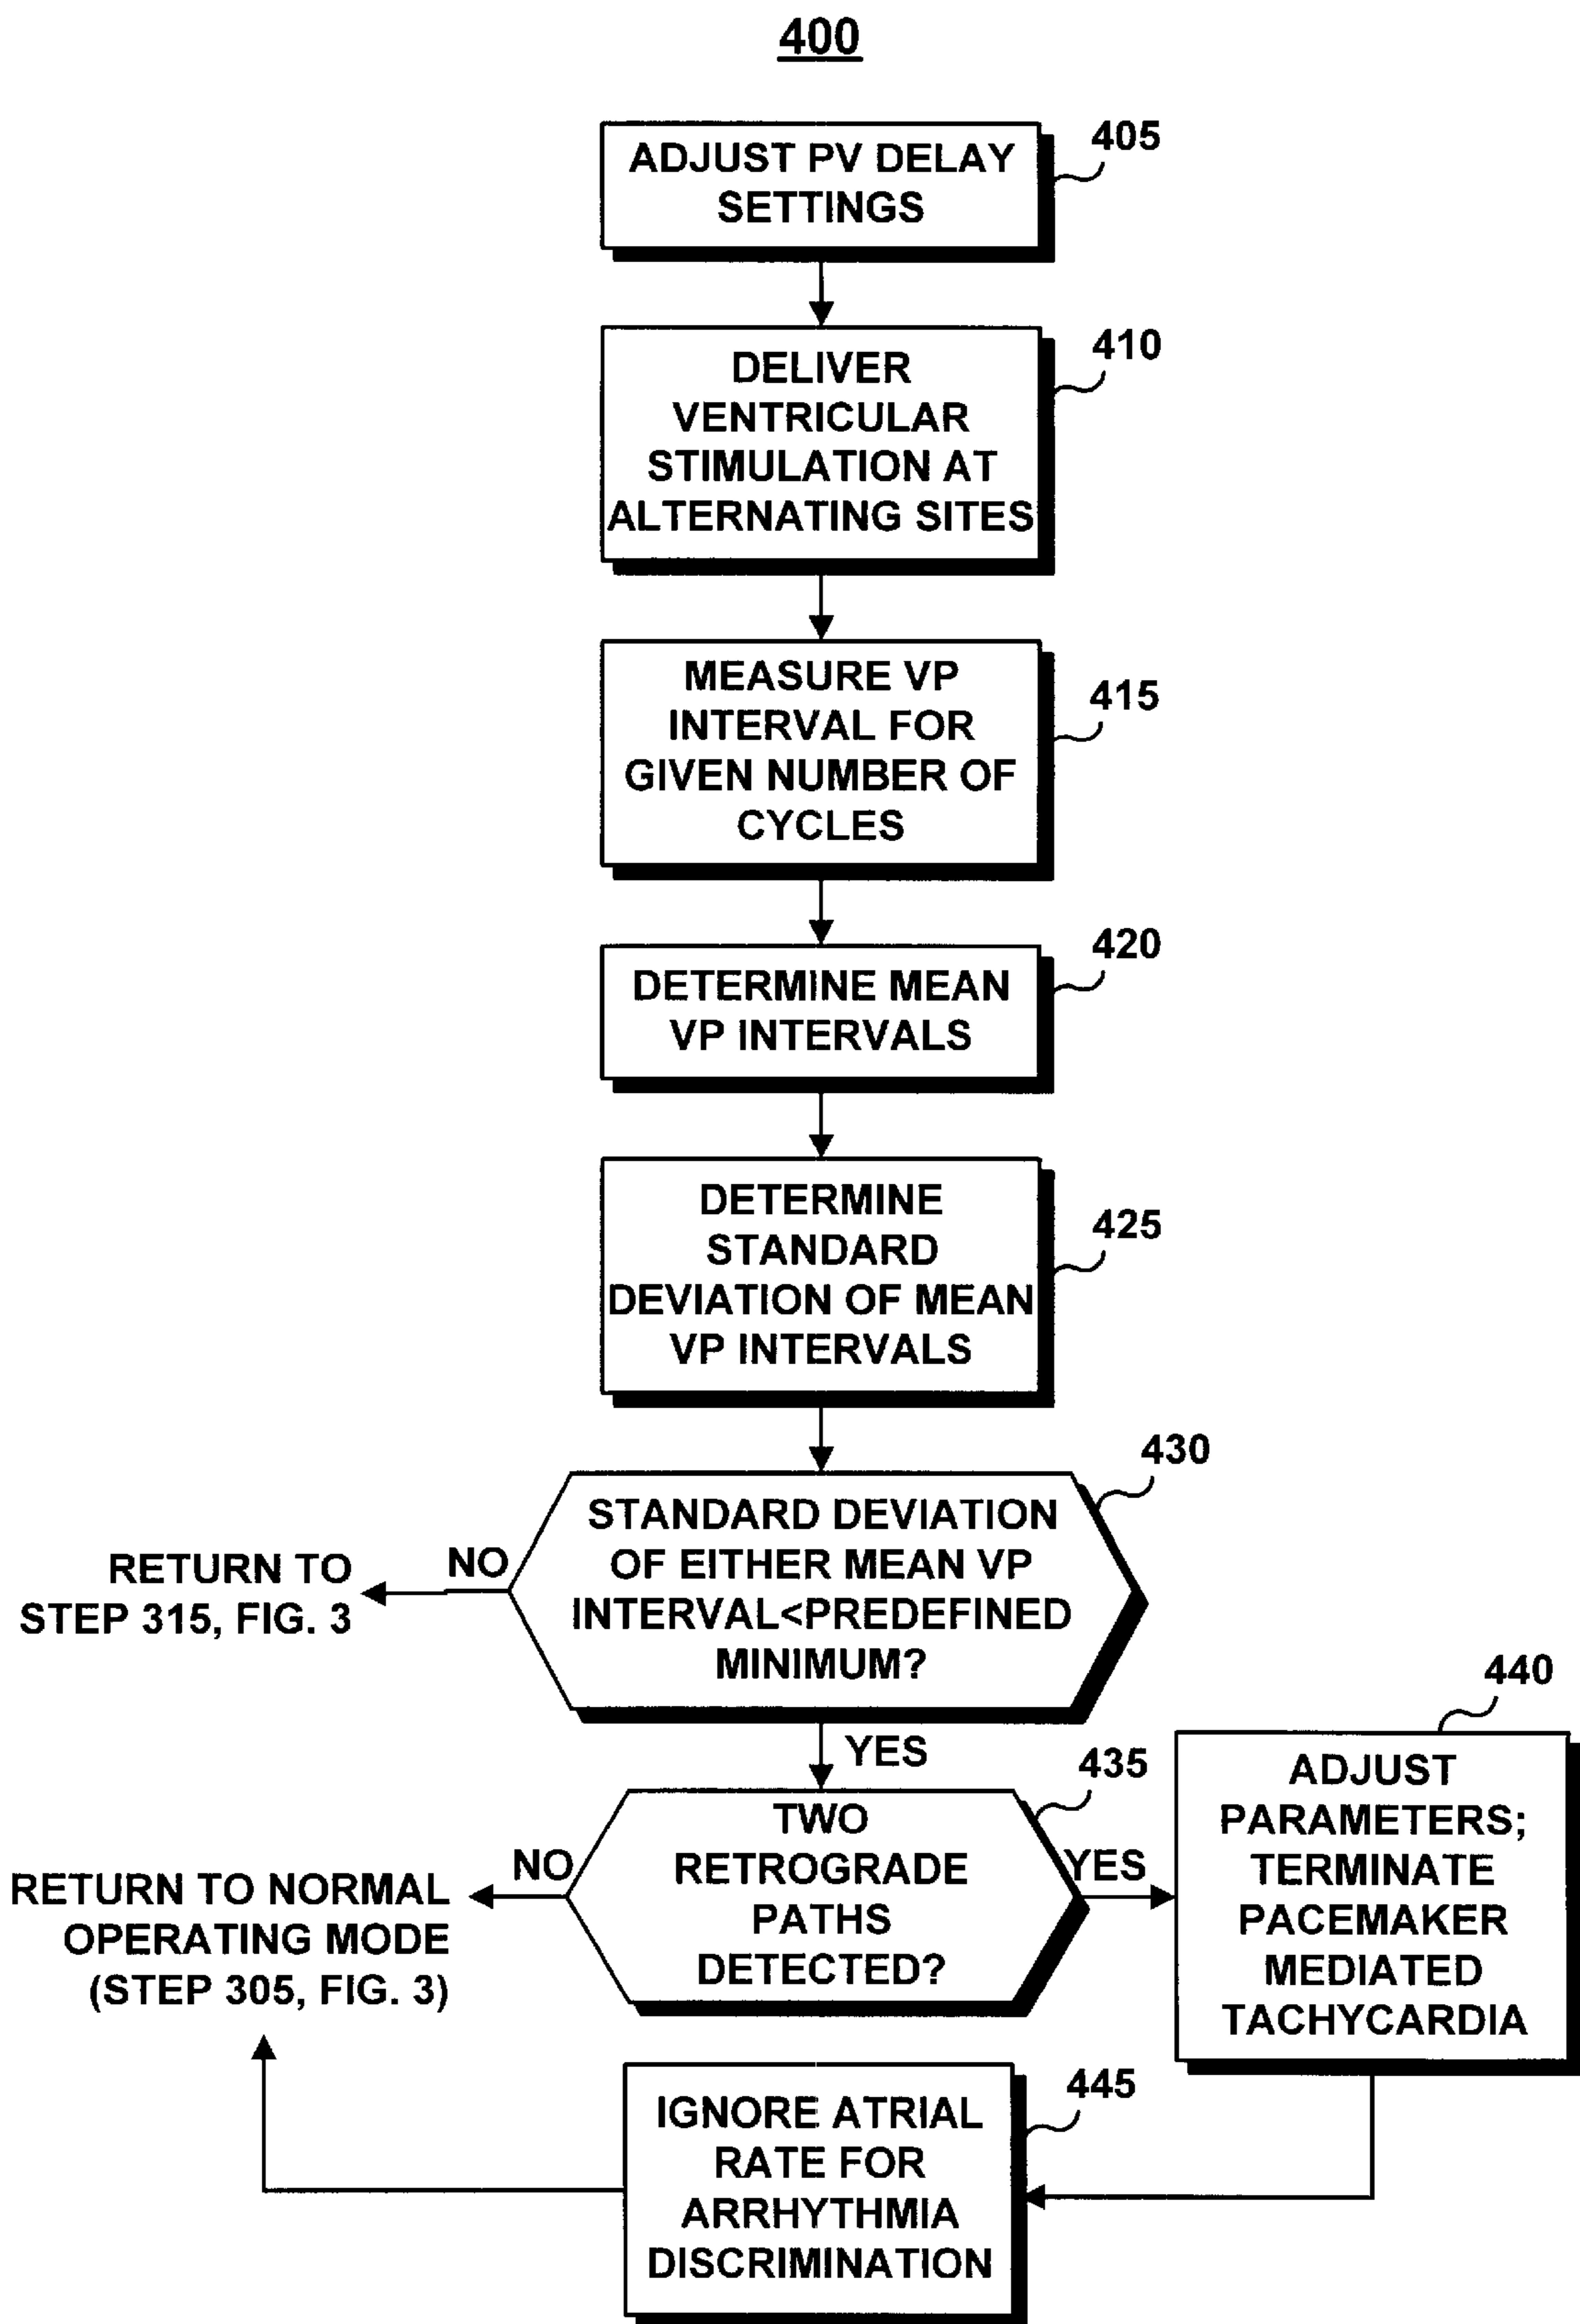 400
ADJUST PV DELAY
SETTINGS
405
DELIVER
VENTRICULAR
STIMULATION AT
ALTERNATING SITES
410
MEASURE VP
INTERVAL FOR
GIVEN NUMBER OF
CYCLES
415
DETERMINE MEAN
VP INTERVALS
420
DETERMINE
STANDARD
DEVIATION OF MEAN
VP INTERVALS
425
STANDARD DEVIATION
OF EITHER MEAN VP
INTERVAL<PREDEFINED
MINIMUM?
430
NO
RETURN TO
STEP 315, FIG. 3
YES
TWO
RETROGRADE
PATHS
DETECTED?
435
NO
RETURN TO NORMAL
OPERATING MODE
(STEP 305, FIG. 3)
YES
440
ADJUST
PARAMETERS;
TERMINATE
PACEMAKER
MEDIATED
TACHYCARDIA
IGNORE ATRIAL
RATE FOR
ARRHYTHMIA
DISCRIMINATION
445